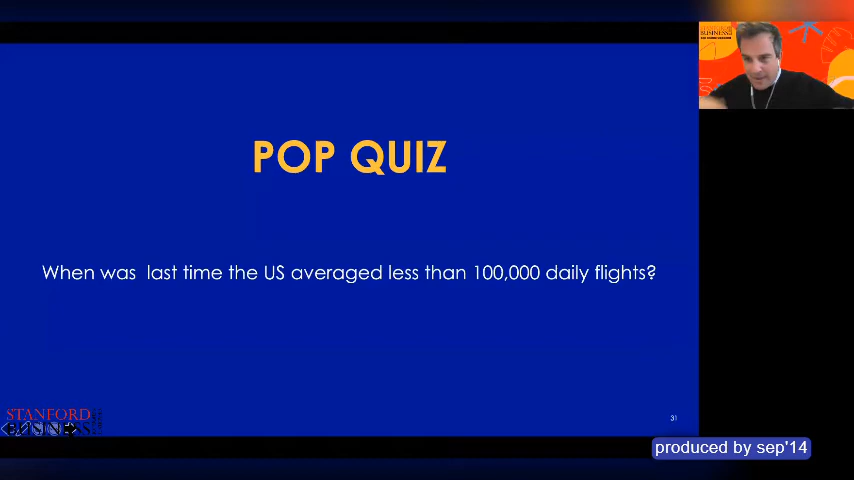 POP QUIZ
When was last time the US averaged less than 100,000 daily flights?
STANFORD
BUSINESS
31
produced by sep'14